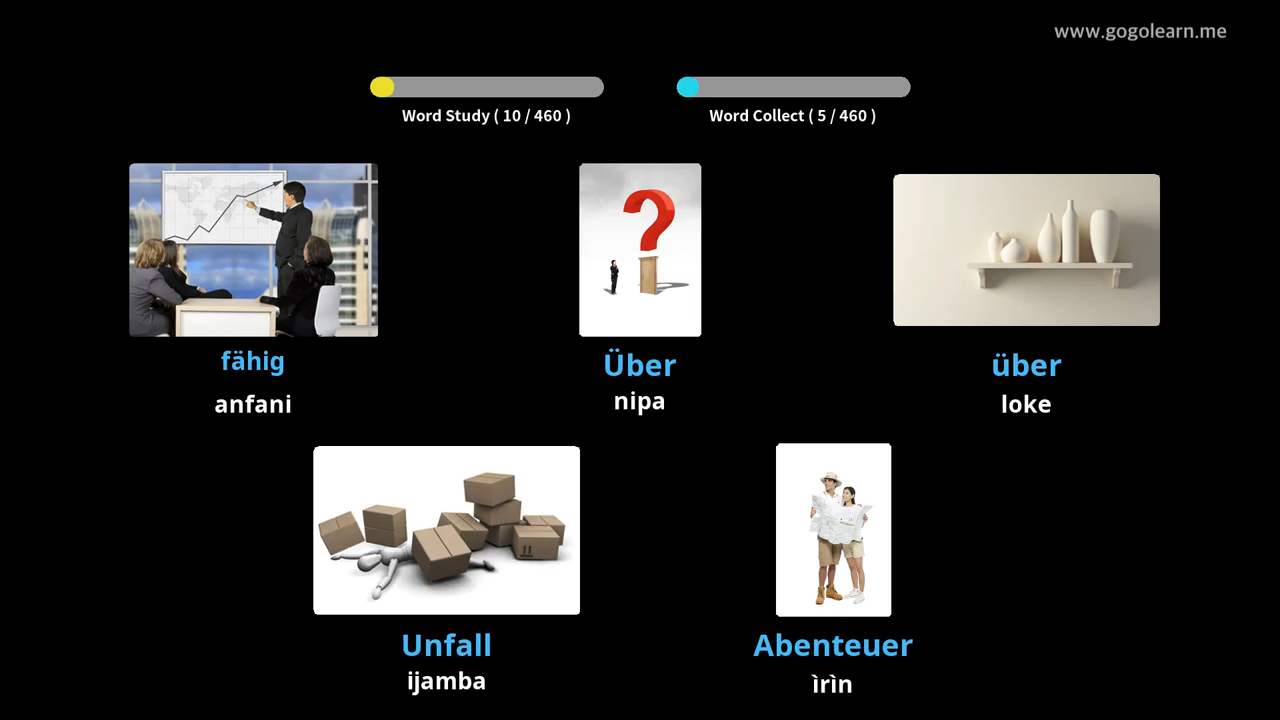 www.gogolearn.me
Word Study ( 10 / 460 )
Word Collect ( 5 / 460 )
fähig
anfani
Über
nipa
über
loke
Unfall
ijamba
Abenteuer
ìrìn